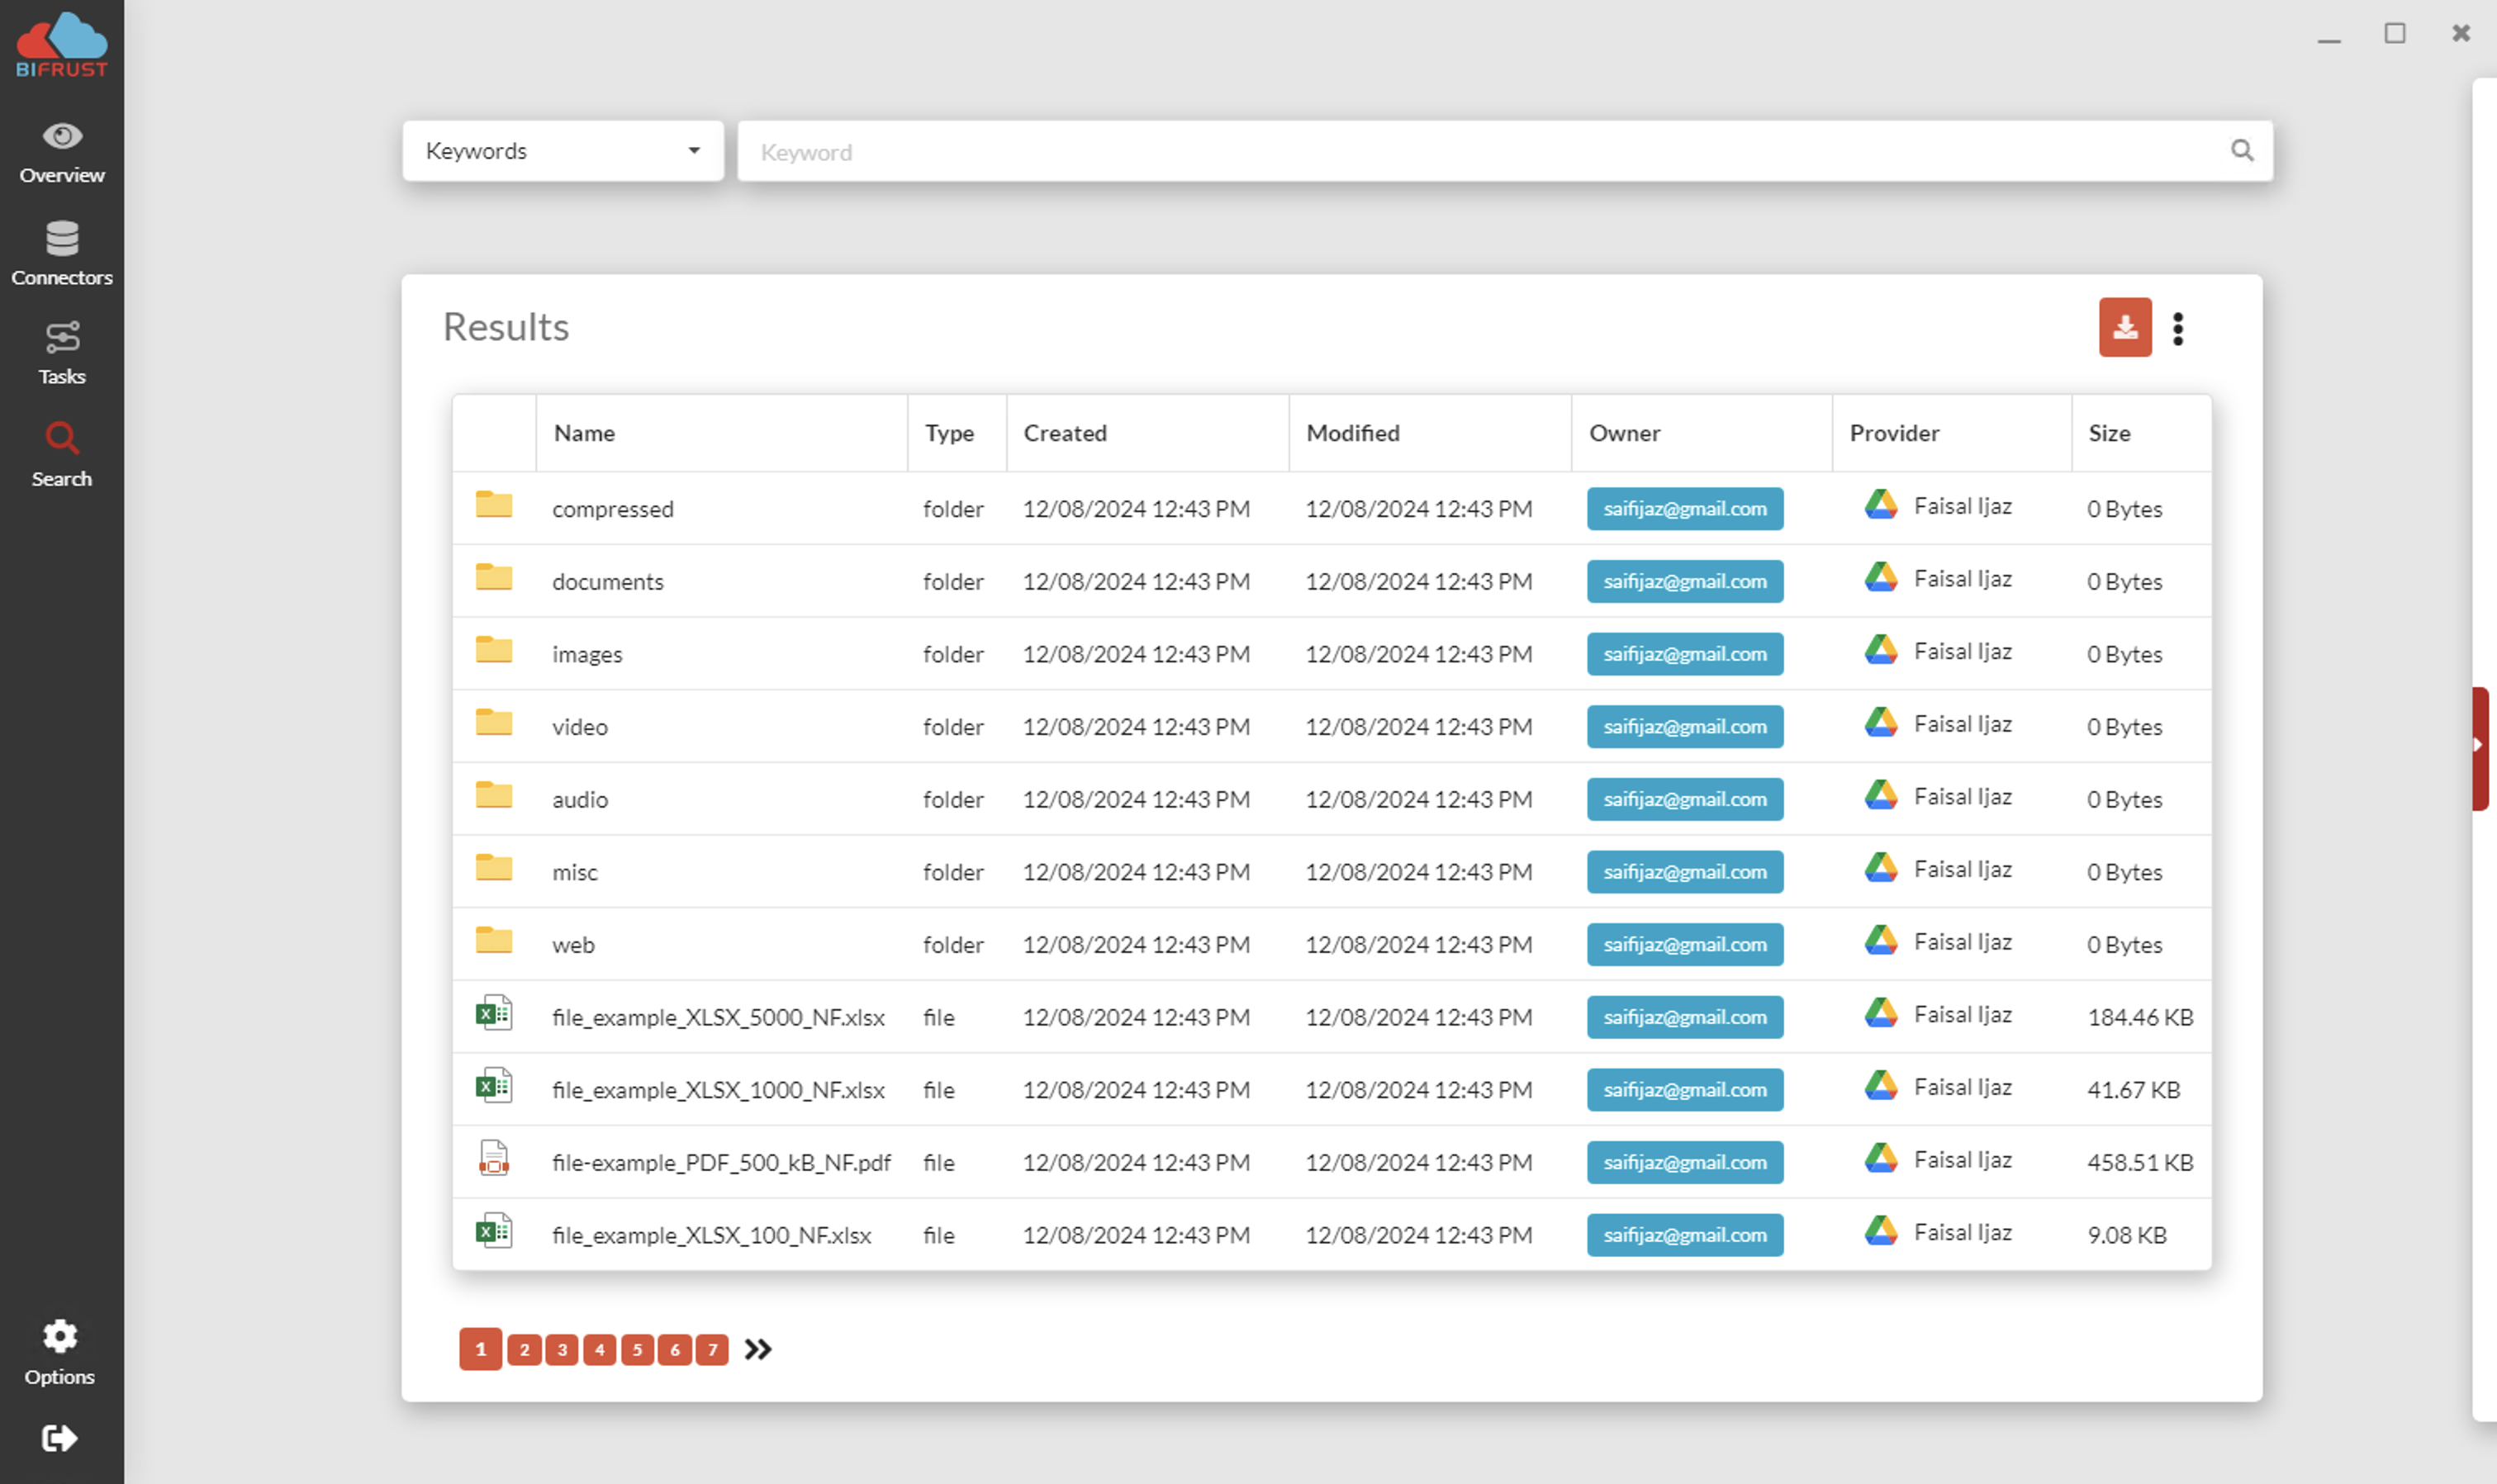 BIFRUST
Overview
Connectors
Tasks
Search
Options
Keywords Keyword
Results
Name Type Created Modified Owner Provider Size
compressed folder 12/08/2024 12:43 PM 12/08/2024 12:43 PM saifijaz@gmail.com Faisal Ijaz 0 Bytes
documents folder 12/08/2024 12:43 PM 12/08/2024 12:43 PM saifijaz@gmail.com Faisal Ijaz 0 Bytes
images folder 12/08/2024 12:43 PM 12/08/2024 12:43 PM saifijaz@gmail.com Faisal Ijaz 0 Bytes
video folder 12/08/2024 12:43 PM 12/08/2024 12:43 PM saifijaz@gmail.com Faisal Ijaz 0 Bytes
audio folder 12/08/2024 12:43 PM 12/08/2024 12:43 PM saifijaz@gmail.com Faisal Ijaz 0 Bytes
misc folder 12/08/2024 12:43 PM 12/08/2024 12:43 PM saifijaz@gmail.com Faisal Ijaz 0 Bytes
web folder 12/08/2024 12:43 PM 12/08/2024 12:43 PM saifijaz@gmail.com Faisal Ijaz 0 Bytes
file_example_XLSX_5000_NF.xlsx file 12/08/2024 12:43 PM 12/08/2024 12:43 PM saifijaz@gmail.com Faisal Ijaz 184.46 KB
file_example_XLSX_1000_NF.xlsx file 12/08/2024 12:43 PM 12/08/2024 12:43 PM saifijaz@gmail.com Faisal Ijaz 41.67 KB
file-example_PDF_500_kB_NF.pdf file 12/08/2024 12:43 PM 12/08/2024 12:43 PM saifijaz@gmail.com Faisal Ijaz 458.51 KB
file_example_XLSX_100_NF.xlsx file 12/08/2024 12:43 PM 12/08/2024 12:43 PM saifijaz@gmail.com Faisal Ijaz 9.08 KB
1 2 3 4 5 6 7